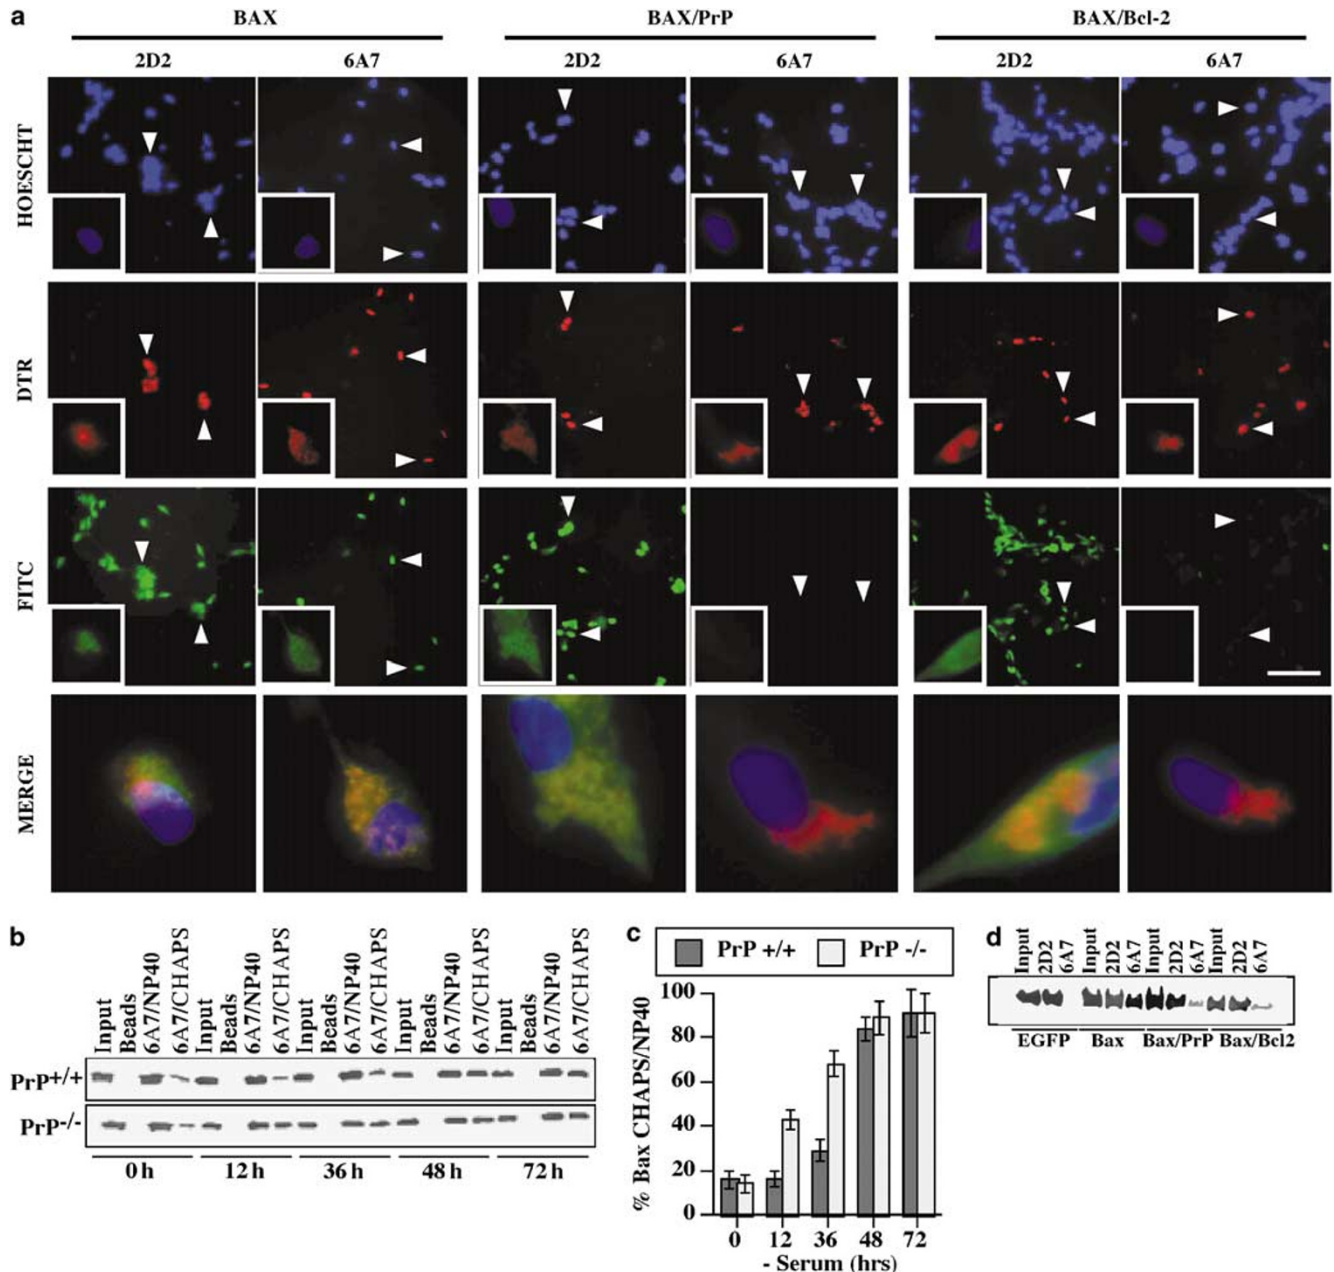 a
BAX BAX/PrP BAX/Bcl-2
2D2 6A7 2D2 6A7 2D2 6A7
HOESCHT
DTR
FITC
MERGE
b
Input Beads 6A7/NP40 6A7/CHAPS Input Beads 6A7/NP40 6A7/CHAPS Input Beads 6A7/NP40 6A7/CHAPS Input Beads 6A7/NP40 6A7/CHAPS Input Beads 6A7/NP40 6A7/CHAPS
PrP+/+
PrP-/-
0 h 12 h 36 h 48 h 72 h
c
PrP +/+ PrP -/-
% Bax CHAPS/NP40
100
80
60
40
20
0
0 12 36 48 72
- Serum (hrs)
d
Input 2D2 6A7 Input 2D2 6A7 Input 2D2 6A7 Input 2D2 6A7
EGFP Bax Bax/PrP Bax/Bcl2